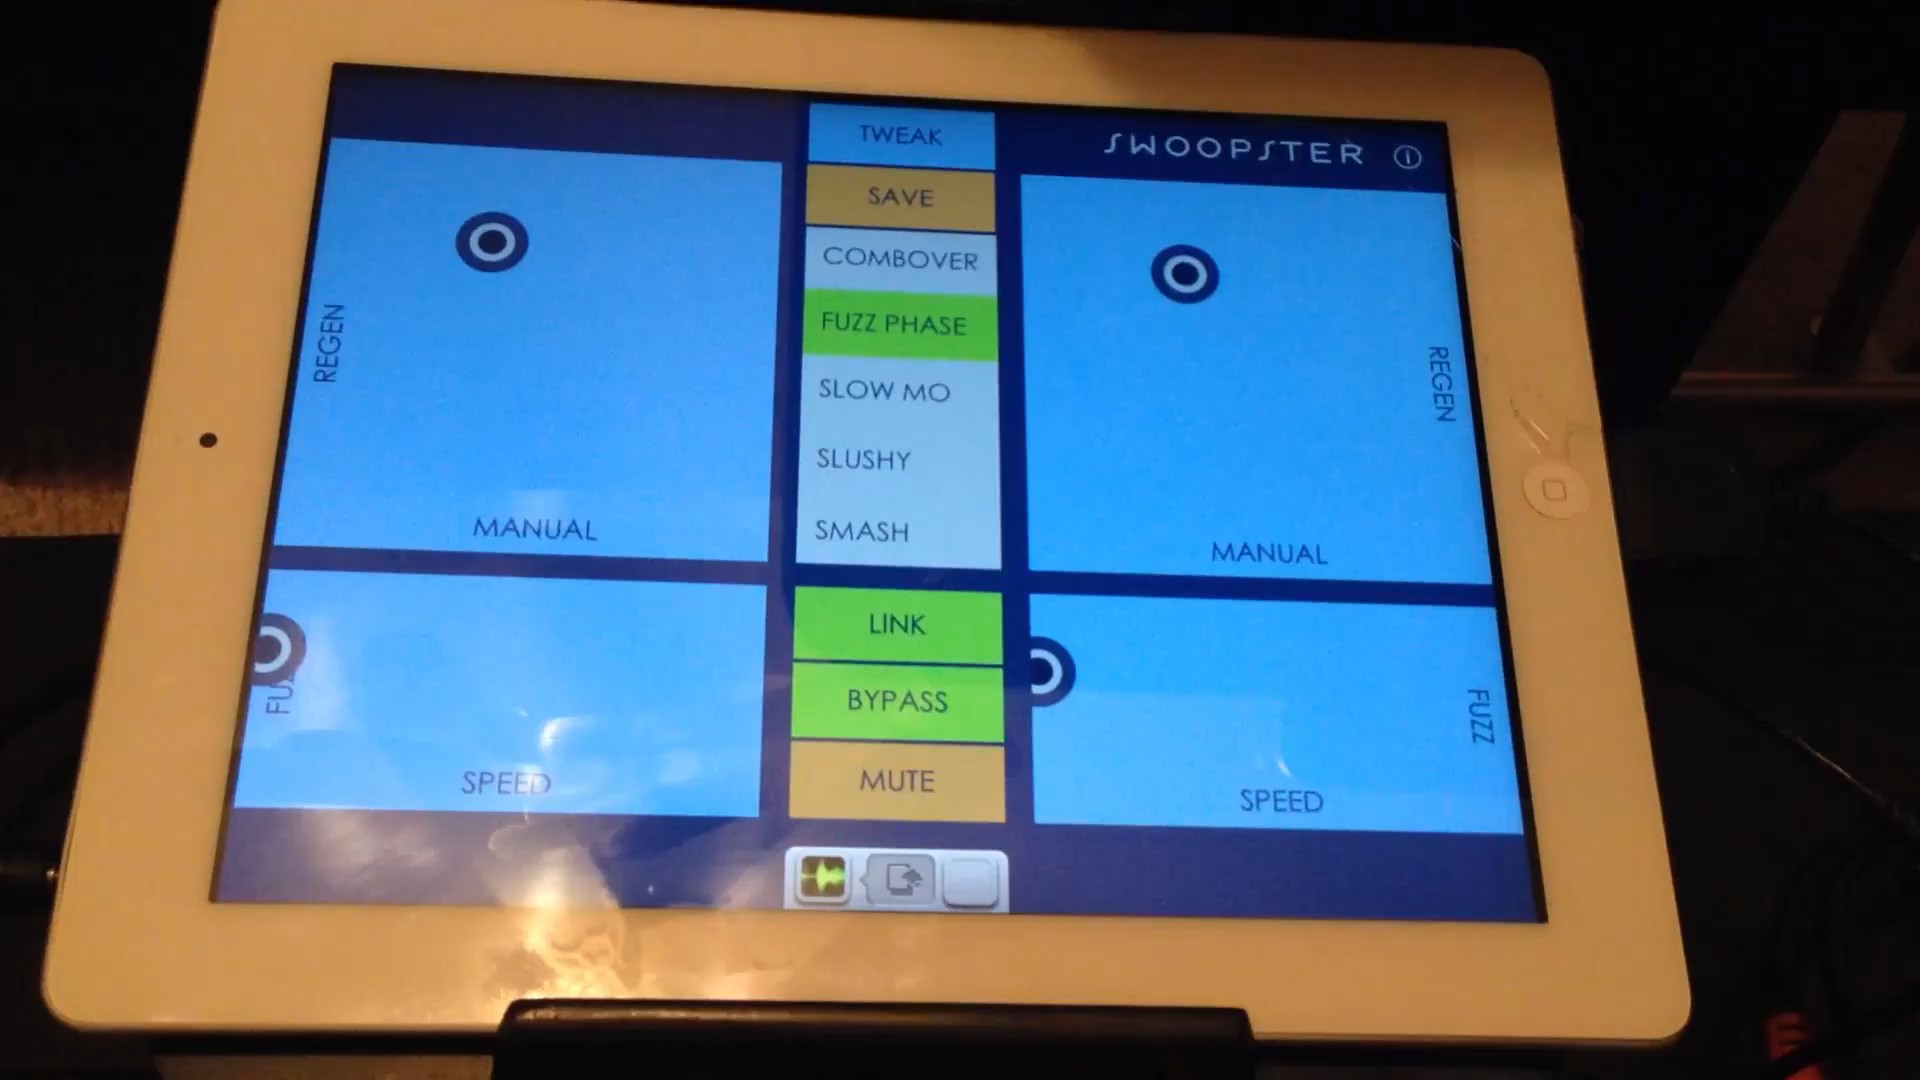 TWEAK
SWOOPSTER i
SAVE
COMBOVER
FUZZ PHASE
SLOW MO
SLUSHY
SMASH
REGEN
MANUAL
REGEN
MANUAL
LINK
BYPASS
MUTE
FU
SPEED
FUZZ
SPEED